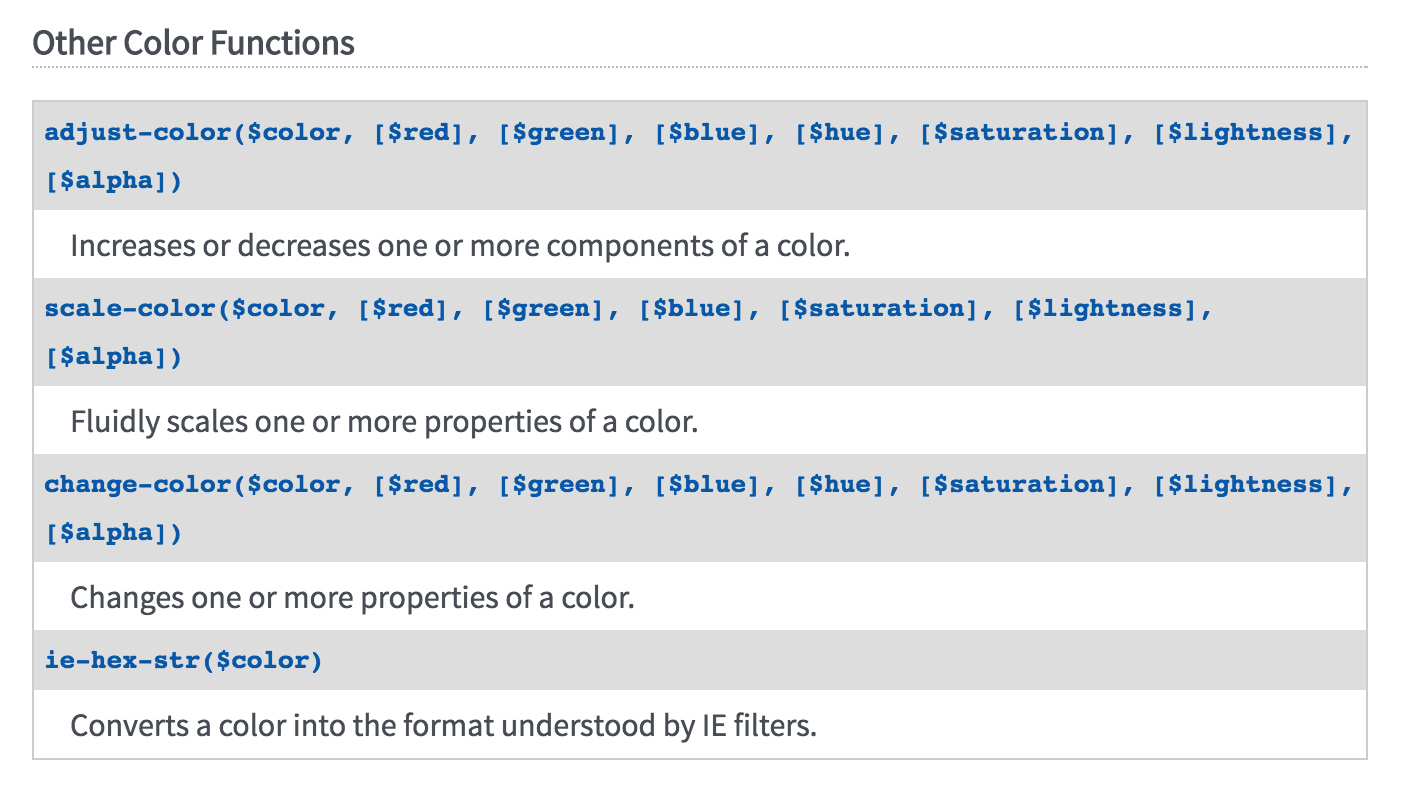 Other Color Functions
adjust-color($color, [$red], [$green], [$blue], [$hue], [$saturation], [$lightness],
[$alpha])
Increases or decreases one or more components of a color.
scale-color($color, [$red], [$green], [$blue], [$saturation], [$lightness],
[$alpha])
Fluidly scales one or more properties of a color.
change-color($color, [$red], [$green], [$blue], [$hue], [$saturation], [$lightness],
[$alpha])
Changes one or more properties of a color.
ie-hex-str($color)
Converts a color into the format understood by IE filters.